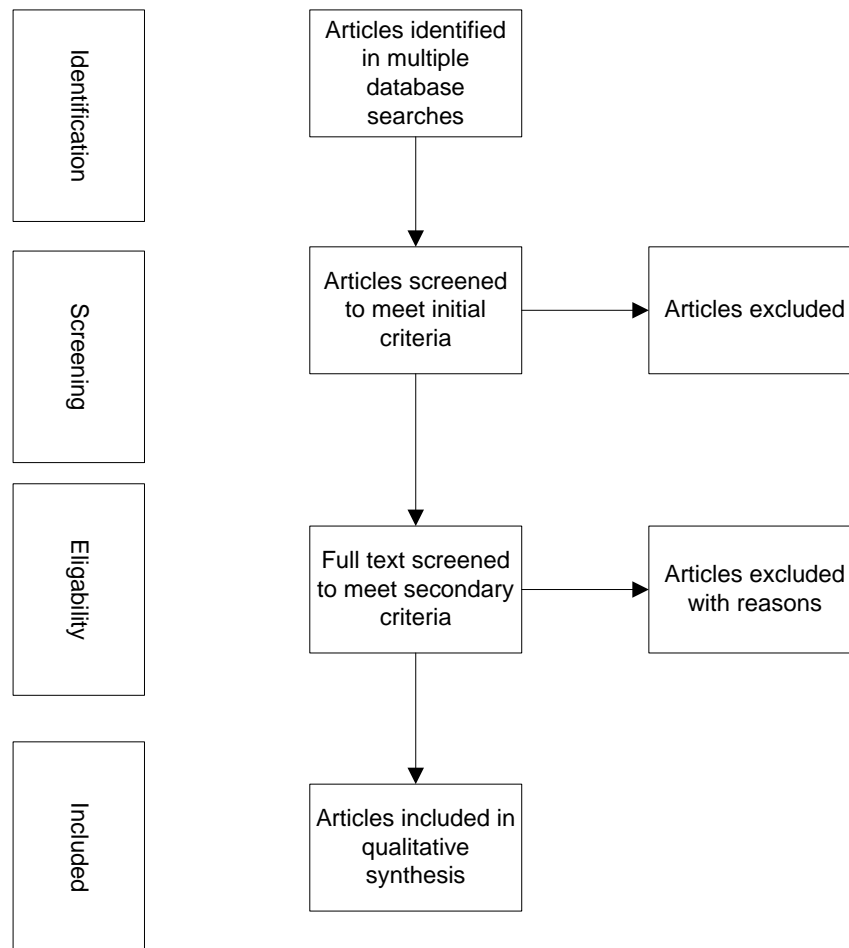 Identification
Articles identified
in multiple
database
searches
Screening
Articles screened
to meet initial
criteria
Articles excluded
Eligability
Full text screened
to meet secondary
criteria
Articles excluded
with reasons
Included
Articles included in
qualitative
synthesis